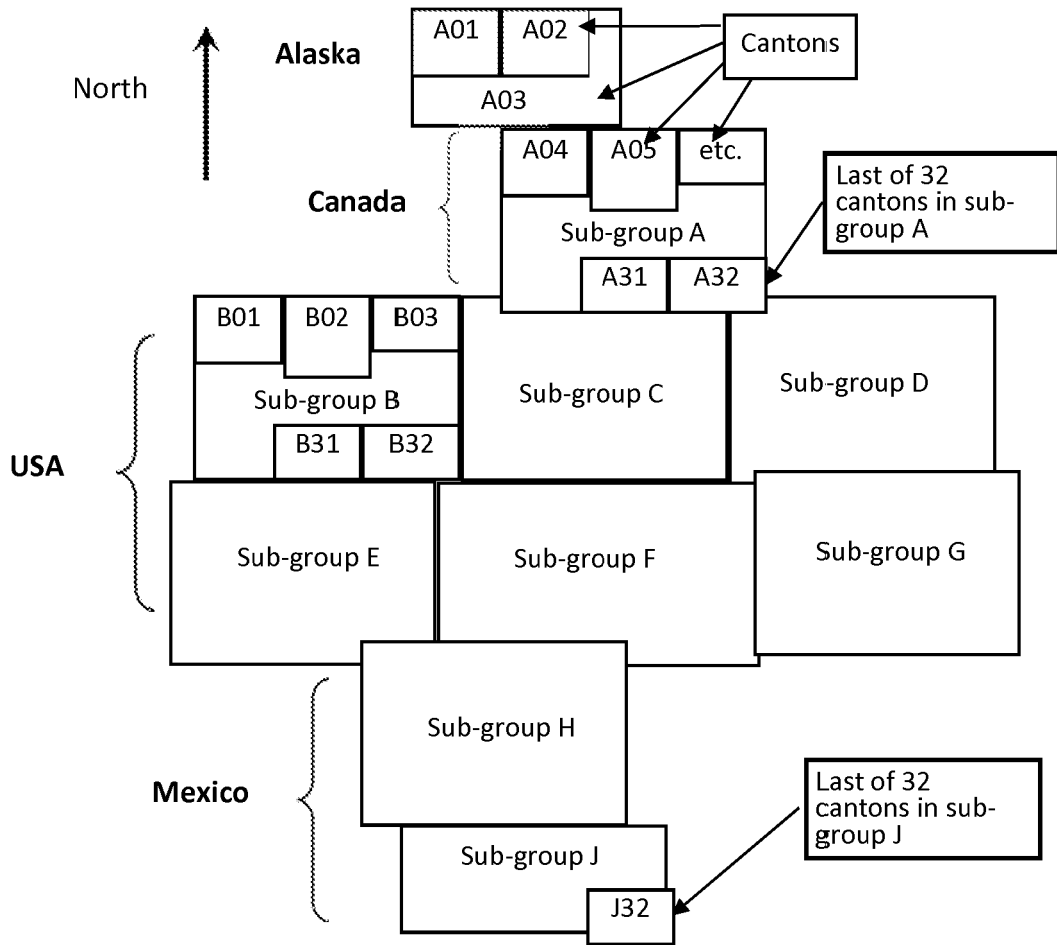 A01
A02
Alaska
Cantons
North
A03
A04
A05
etc.
Canada
Last of 32
cantons in sub-
group A
Sub-group A
A31
A32
B01
B02
B03
Sub-group B
Sub-group C
Sub-group D
B31
B32
USA
Sub-group E
Sub-group F
Sub-group G
Sub-group H
Mexico
Last of 32
cantons in sub-
group J
Sub-group J
J32